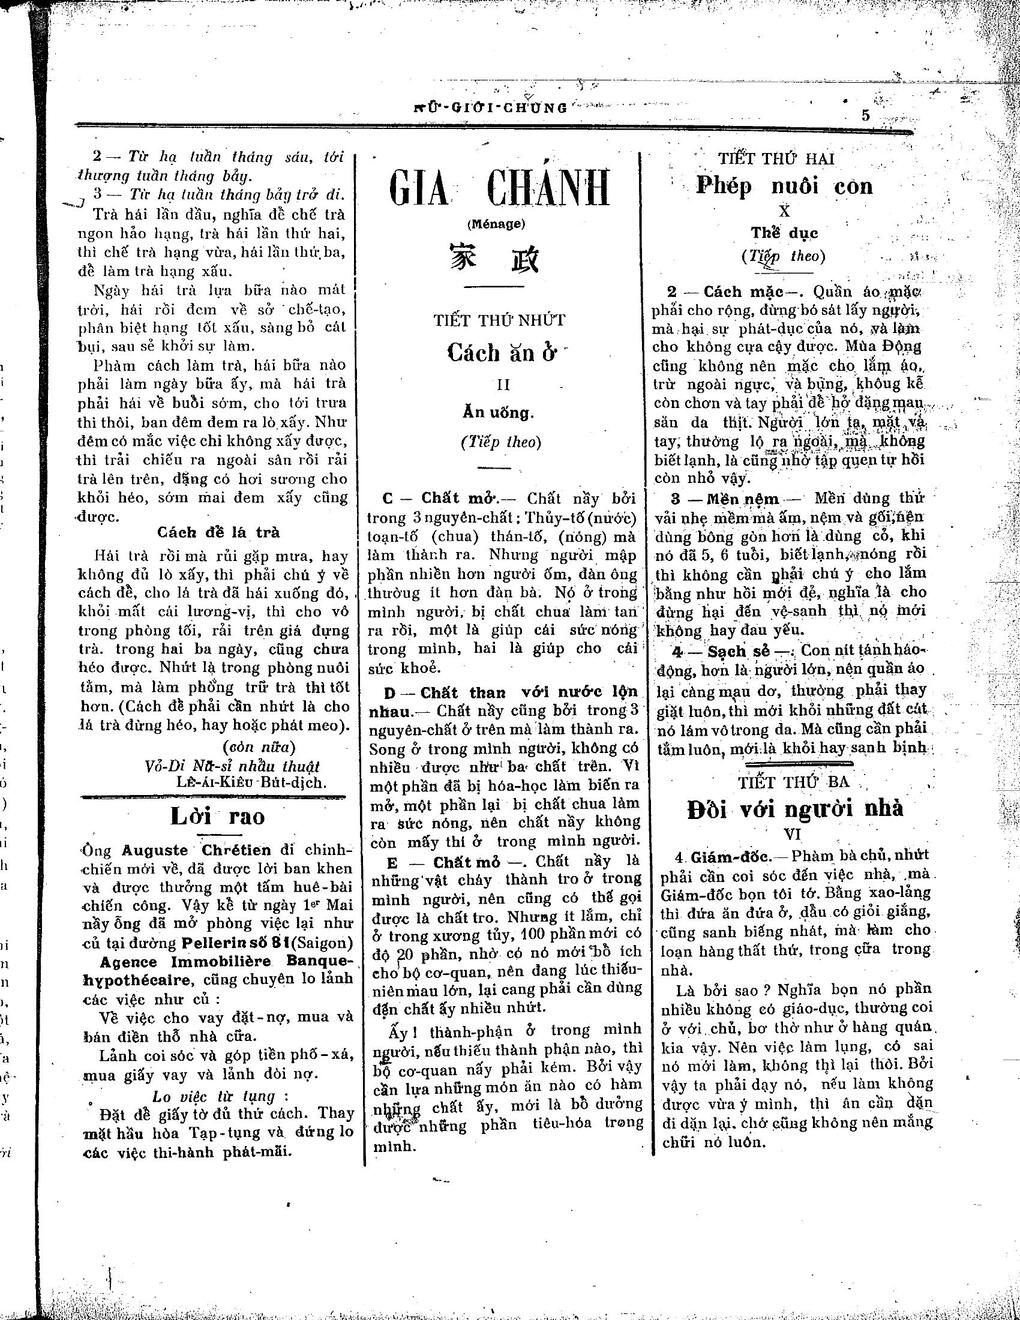 NỮ-GIỚI-CHUNG
5
2 — Từ hạ tuần tháng sáu, tới
thượng tuần tháng bảy.
3 — Từ hạ tuần tháng bảy trở đi.
Trà hái lần đầu, nghĩa để chế trà
ngon hảo hạng, trà hái lần thứ hai,
thì chế trà hạng vừa, hái lần thứ ba,
để làm trà hạng xấu.
Ngày hái trà lựa bữa nào mát
trời, hái rồi đem về sở chế-tạo,
phân biệt hạng tốt xấu, sàng bỏ cát
bụi, sau sẻ khởi sự làm.
Phàm cách làm trà, hái bữa nào
phải làm ngày bữa ấy, mà hái trà
phải hái về buổi sớm, cho tới trưa
thì thôi, ban đêm đem ra lò xấy. Như
đêm có mắc việc chi không xấy được,
thì trải chiếu ra ngoài sân rồi rải
trà lên trên, dặng có hơi sương cho
khỏi héo, sớm mai đem xấy cũng
được.
Cách để lá trà
Hái trà rồi mà rủi gặp mưa, hay
không đủ lò xấy, thì phải chú ý về
cách để, cho lá trà đã hái xuống đó,
khỏi mất cái lương-vị, thì cho vô
trong phòng tối, rải trên giá đựng
trà. trong hai ba ngày, cũng chưa
héo được. Nhứt là trong phòng nuôi
tằm, mà làm phòng trữ trà thì tốt
hơn. (Cách để phải cần nhứt là cho
lá trà đừng héo, hay hoặc phát meo).
(còn nữa)
Vỏ-Di Nữ-sĩ nhầu thuật
LÊ-ÁI-KIÊU Bút-dịch.
Lời rao
Ông Auguste Chrétien đi chinh-
chiến mới về, đã được lời ban khen
và được thưởng một tấm huê-bài
chiến công. Vậy kể từ ngày 1er Mai
nầy ổng đã mở phòng việc lại như
củ tại đường Pellerin số 81 (Saigon)
Agence Immobilière Banque-
hypothécaire, cũng chuyên lo lảnh
các việc như củ :
Về việc cho vay đặt-nợ, mua và
bán điền thổ nhà cửa.
Lảnh coi sóc và góp tiền phố-xá,
mua giấy vay và lảnh đòi nợ.
Lo việc từ tụng :
Đặt để giấy tờ đủ thứ cách. Thay
mặt hầu hòa Tạp-tụng và đứng lo
các việc thi-hành phát-mãi.
GIA CHÁNH
(Ménage)
家 政
TIẾT THỨ NHỨT
Cách ăn ở
II
Ăn uống.
(Tiếp theo)
C — Chất mở.— Chất nầy bởi
trong 3 nguyên-chất ; Thủy-tố (nước)
toạn-tố (chua) thán-tố, (nóng) mà
làm thành ra. Nhưng người mập
phần nhiên hơn người ốm, đàn ông
thường ít hơn đàn bà. Nó ở trong
mình người, bị chất chua làm tan
ra rồi, một là giúp cái sức nóng
trong mình, hai là giúp cho cái
sức khoẻ.
D — Chất than với nước lộn
nhau.— Chất nầy cũng bởi trong 3
nguyên-chất ở trên mà làm thành ra.
Song ở trong mình người, không có
nhiều được như ba chất trên. Vì
một phần đã bị hóa-học làm biến ra
mở, một phần lại bị chất chua làm
ra sức nóng, nên chất nầy không
còn mấy thí ở trong mình người.
E — Chất mỏ —. Chất nầy là
những vật cháy thành tro ở trong
mình người, nên cũng có thể gọi
được là chất tro. Nhưng ít lắm, chỉ
ở trong xương tủy, 100 phần mới có
độ 20 phần, nhờ có nó mới bổ ích
cho bộ cơ-quan, nên đang lúc thiếu-
niên mau lớn, lại cang phải cần dùng
đặn chất ấy nhiều nhứt.
Ấy ! thành-phận ở trong mình
người, nếu thiếu thành phận nào, thì
bộ cơ-quan nấy phải kém. Bởi vậy
cần lựa những món ăn nào có hàm
những chất ấy, mới là bồ dưởng
được những phần tiêu-hóa trong
mình.
TIẾT THỨ HAI
Phép nuôi con
X
Thể dục
(Tiếp theo)
2 — Cách mặc—. Quần áo mặc
phải cho rộng, đừng bó sát lấy người,
mà hại sự phát-dục của nó, và làm
cho không cựa cậy được. Mùa Động
cũng không nên mặc cho lắm áo,
trừ ngoài ngực, và bụng, không kể
còn chơn và tay phải để hở đặng mau
săn da thịt. Người lớn ta, mặt và
tay, thường lộ ra ngoài, mà không
biết lạnh, là cũng nhờ tập quen từ hồi
còn nhỏ vậy.
3 — Mền nệm — Mền dùng thứ
vải nhẹ mềm mà ấm, nệm và gối, nên
dùng bông gòn hơn là dùng cỏ, khi
nó đã 5, 6 tuổi, biết lạnh, nóng rồi
thì không cần phải chú ý cho lắm
bằng như hồi mới đẻ, nghĩa là cho
đừng hại đến vệ-sanh thì nó mới
không hay đau yếu.
4 — Sạch sẻ —. Con nít tánh háo-
động, hơn là người lớn, nên quần áo
lại càng mau dơ, thường phải thay
giặt luôn, thì mới khỏi những đất cát
nó lấm vô trong da. Mà cũng cần phải
tắm luôn, mới là khỏi hay sanh bịnh
TIẾT THỨ BA
Đồi với người nhà
VI
4. Giám-đốc.— Phàm bà chủ, nhứt
phải cần coi sóc đến việc nhà, mà
Giám-đốc bọn tôi tớ. Bằng xao-lảng
thì đứa ăn đứa ở, dầu có giỏi giắng,
cũng sanh biếng nhát, mà làm cho
loạn hàng thất thứ, trong cữa trong
nhà.
Là bởi sao ? Nghĩa bọn nó phần
nhiều không có giáo-dục, thường coi
ở với chủ, bơ thờ như ở hàng quán
kia vậy. Nên việc làm lụng, có sai
nó mới làm, không thị lại thôi. Bởi
vậy ta phải dạy nó, nếu làm không
được vừa ý mình, thì ân cần dặn
đi dặn lại. chớ cũng không nên mắng
chữi nó luôn.